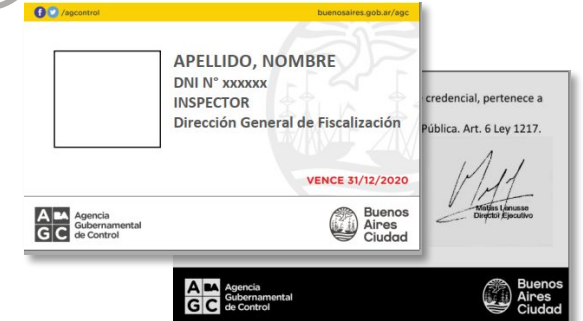 /agcontrol
buenosaires.gob.ar/agc
APELLIDO, NOMBRE
DNI N° xxxxxx
INSPECTOR
Dirección General de Fiscalización
VENCE 31/12/2020
A BA Agencia
Gubernamental
G C de Control
Buenos
Aires
Ciudad
credencial, pertenece a
Pública. Art. 6 Ley 1217.
Matías Lanusse
Director Ejecutivo
A BA Agencia
Gubernamental
G C de Control
Buenos
Aires
Ciudad